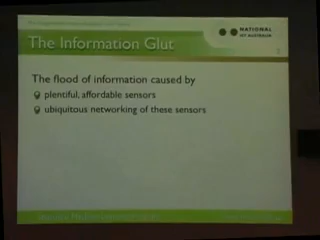 The Information Glut
NATIONAL
ICT AUSTRALIA
The flood of information caused by
plentiful, affordable sensors
ubiquitous networking of these sensors